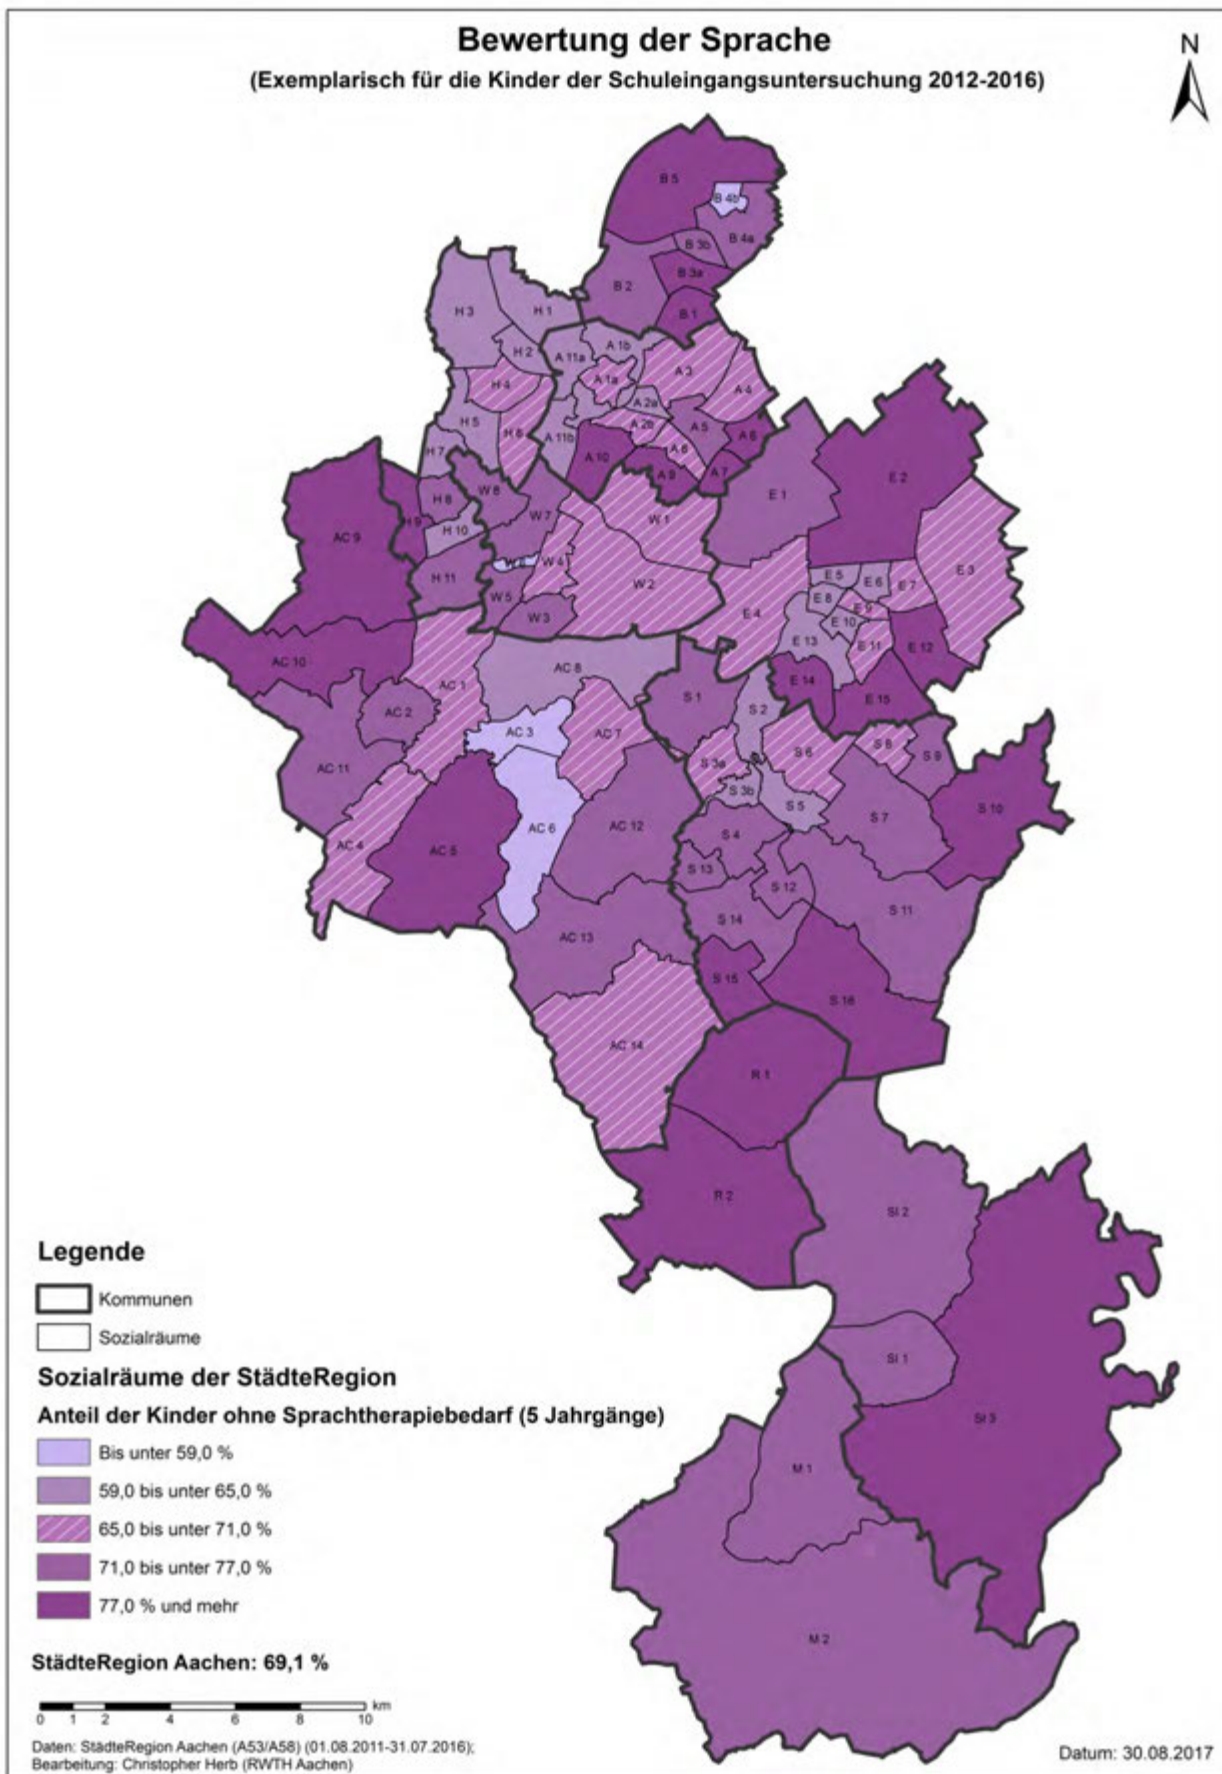 Bewertung der Sprache
(Exemplarisch für die Kinder der Schuleingangsuntersuchung 2012-2016)
N
B 5
B 4b
B 4a
B 3b
B 3a
B 2
B 1
H 3
H 1
H 2
A 11a
A 1b
A 1a
A 3
A 4
H 4
A 2a
H 5
H 6
A 11b
A 2b
A 5
H 7
A 10
A 9
A 7
E 2
E 1
H 8
W 8
H 9
W 7
W 1
AC 9
H 10
W 4
E 3
H 11
W 2
E 5
E 6
E 7
W 5
E 8
E 9
W 3
E 4
E 10
E 13
E 11
E 12
AC 10
AC 8
AC 1
E 14
E 15
S 1
S 2
AC 2
AC 3
AC 7
S 6
S 8
S 9
AC 11
S 3a
S 3b
S 5
S 10
S 7
AC 6
AC 12
S 4
AC 4
AC 5
S 13
S 12
S 11
S 14
AC 13
S 15
S 16
AC 14
R 1
R 2
SI 2
SI 1
SI 3
M 1
M 2
Legende
Kommunen
Sozialräume
Sozialräume der StädteRegion
Anteil der Kinder ohne Sprachtherapiebedarf (5 Jahrgänge)
Bis unter 59,0 %
59,0 bis unter 65,0 %
65,0 bis unter 71,0 %
71,0 bis unter 77,0 %
77,0 % und mehr
StädteRegion Aachen: 69,1 %
km
0 1 2 4 6 8 10
Daten: StädteRegion Aachen (A53/A58) (01.08.2011-31.07.2016);
Bearbeitung: Christopher Herb (RWTH Aachen)
Datum: 30.08.2017